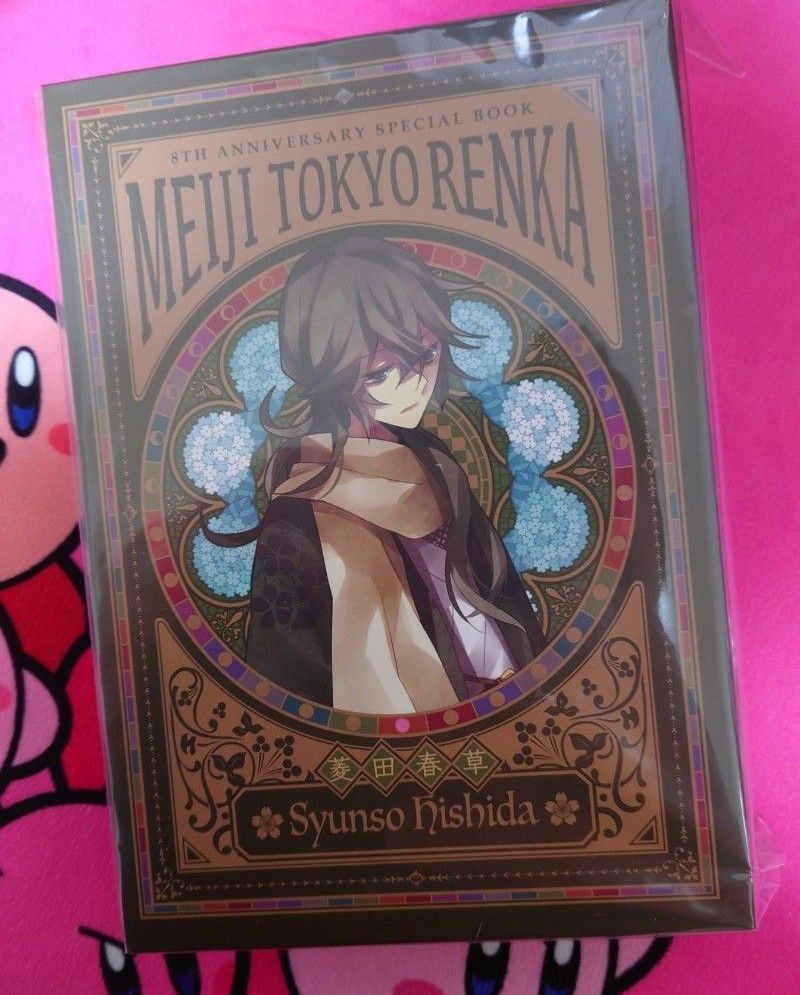 8TH ANNIVERSARY SPECIAL BOOK
MEIJI TOKYO RENKA
菱田春草
Syunso hishida